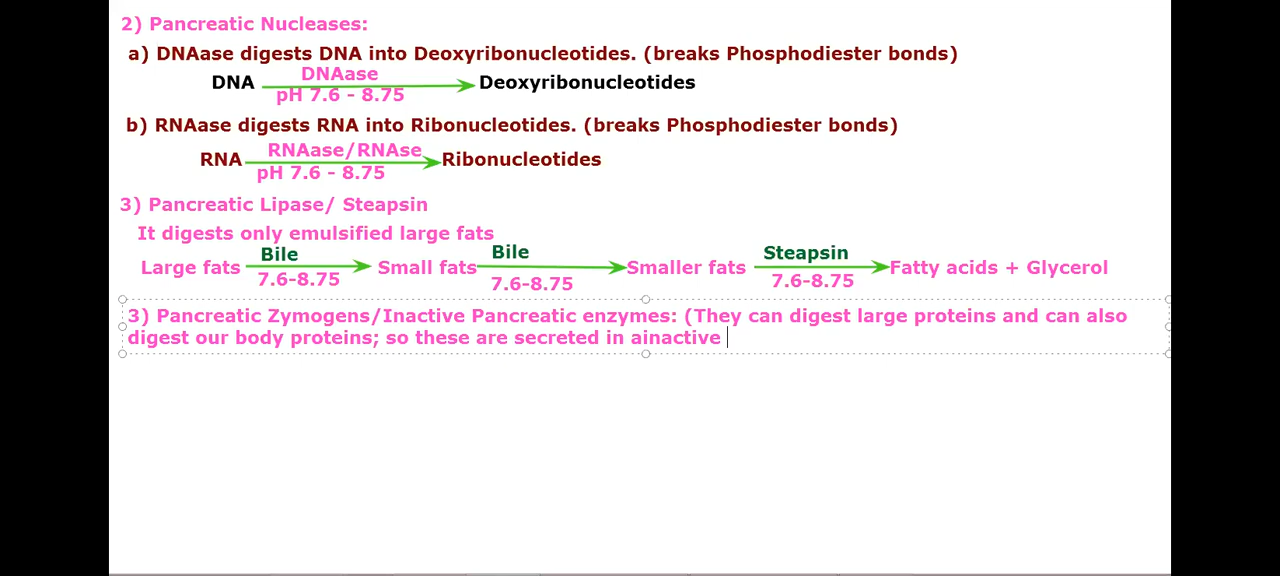 2) Pancreatic Nucleases:
a) DNAase digests DNA into Deoxyribonucleotides. (breaks Phosphodiester bonds)
DNAase
DNA Deoxyribonucleotides
pH 7.6 - 8.75
b) RNAase digests RNA into Ribonucleotides. (breaks Phosphodiester bonds)
RNAase/RNAse
RNA Ribonucleotides
pH 7.6 - 8.75
3) Pancreatic Lipase/ Steapsin
It digests only emulsified large fats
Bile Bile Steapsin
Large fats Small fats Smaller fats Fatty acids + Glycerol
7.6-8.75 7.6-8.75 7.6-8.75
3) Pancreatic Zymogens/Inactive Pancreatic enzymes: (They can digest large proteins and can also
digest our body proteins; so these are secreted in ainactive